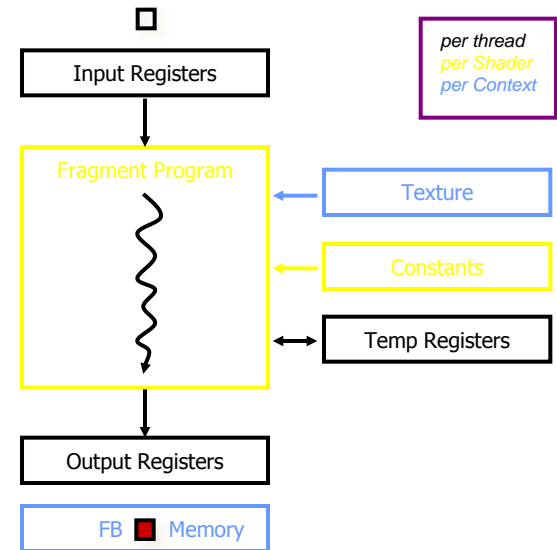 per thread
per Shader
per Context
Input Registers
Fragment Program
Texture
Constants
Temp Registers
Output Registers
FB Memory